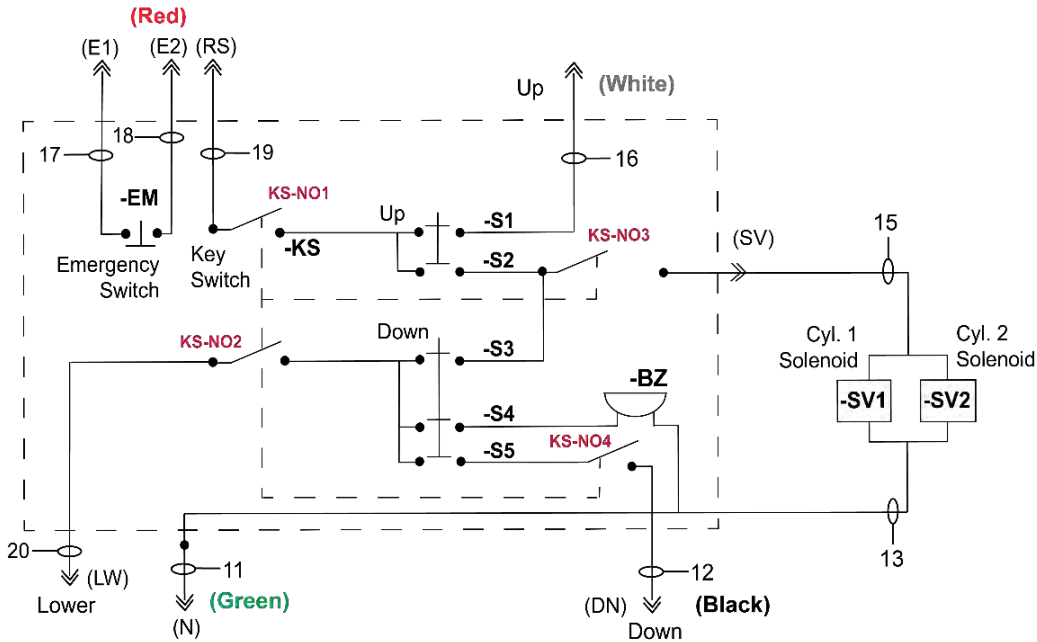 (Red)
(E1)
(E2)
(RS)
Up
(White)
17
18
19
16
-EM
KS-NO1
Up
-S1
-KS
-S2
KS-NO3
(SV)
15
Emergency
Switch
Key
Switch
KS-NO2
Down
-S3
Cyl. 1
Solenoid
Cyl. 2
Solenoid
-BZ
-SV1
-SV2
-S4
-S5
KS-NO4
20
(LW)
Lower
11
(Green)
(N)
12
(DN)
(Black)
Down
13